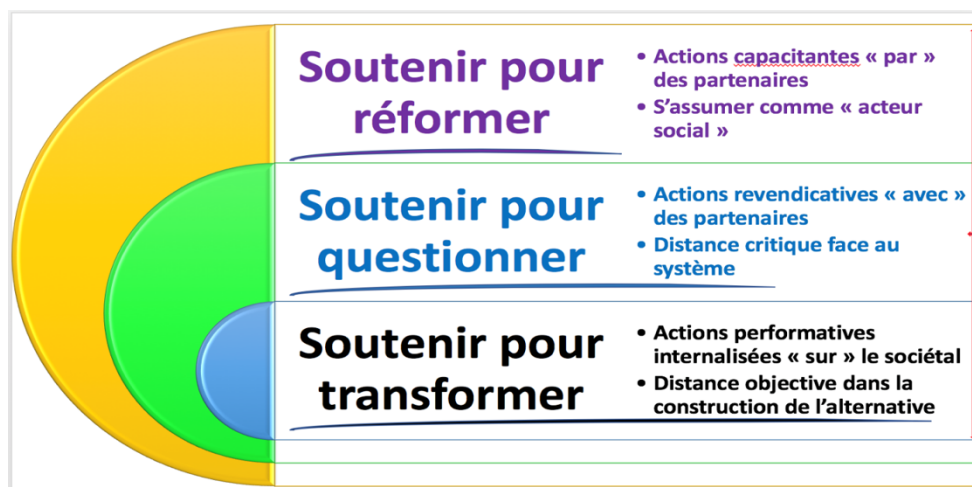 Soutenir pour
réformer
• Actions capacitantes « par »
des partenaires
• S’assumer comme « acteur
social »
Soutenir pour
questionner
• Actions revendicatives « avec »
des partenaires
• Distance critique face au
système
Soutenir pour
transformer
• Actions performatives
internalisées « sur » le sociétal
• Distance objective dans la
construction de l’alternative